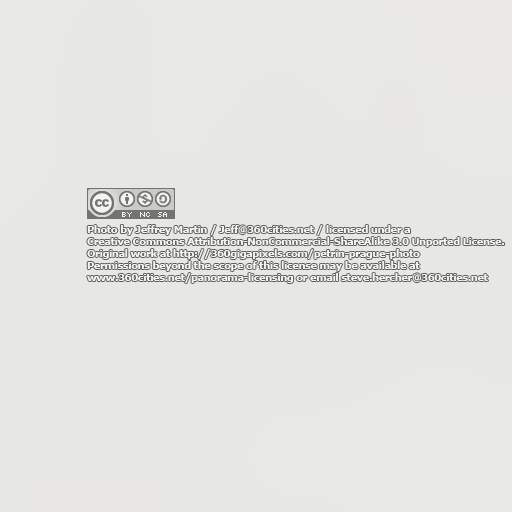 cc BY NC SA
Photo by Jeffrey Martin / Jeff@360cities.net / licensed under a
Creative Commons Attribution-NonCommercial-ShareAlike 3.0 Unported License.
Original work at http://360gigapixels.com/petrin-prague-photo
Permissions beyond the scope of this license may be available at
www.360cities.net/panorama-licensing or email steve.hercher@360cities.net